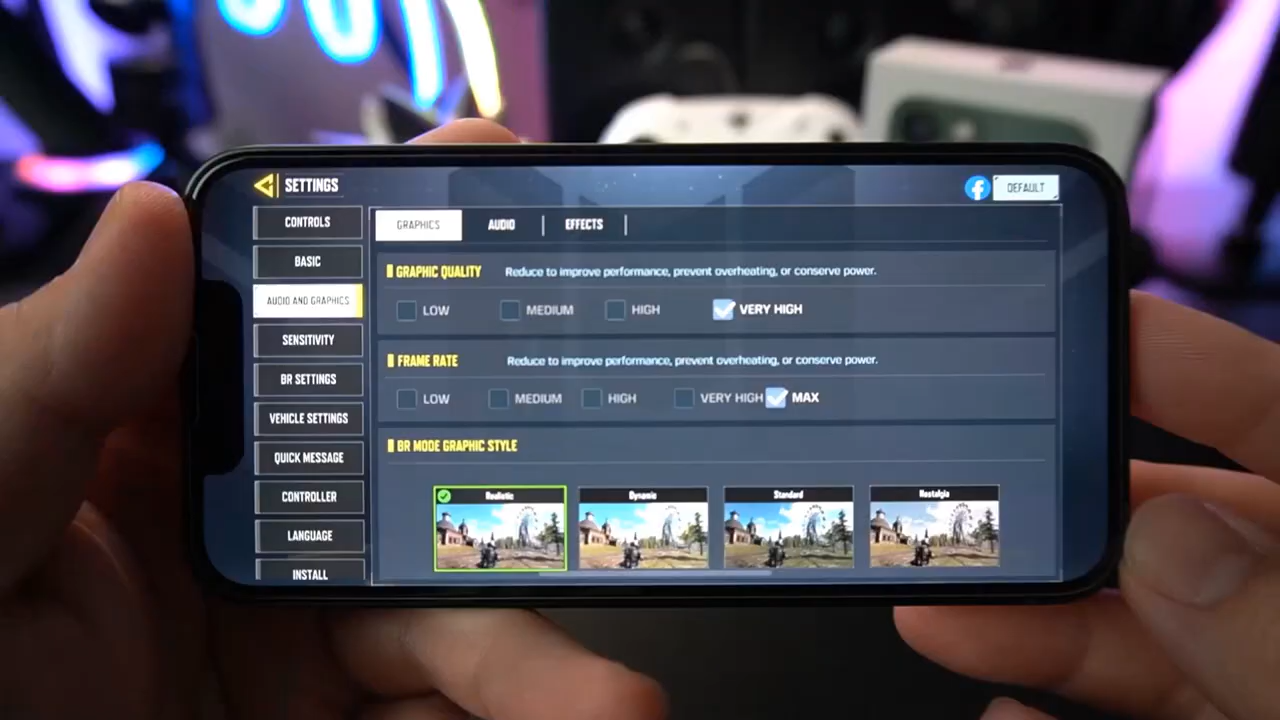 SETTINGS
DEFAULT
CONTROLS
BASIC
AUDIO AND GRAPHICS
SENSITIVITY
BR SETTINGS
VEHICLE SETTINGS
QUICK MESSAGE
CONTROLLER
LANGUAGE
INSTALL
GRAPHICS AUDIO EFFECTS
GRAPHIC QUALITY Reduce to improve performance, prevent overheating, or conserve power.
LOW MEDIUM HIGH VERY HIGH
FRAME RATE Reduce to improve performance, prevent overheating, or conserve power.
LOW MEDIUM HIGH VERY HIGH MAX
BR MODE GRAPHIC STYLE
Realistic Dynamic Standard Nostalgia